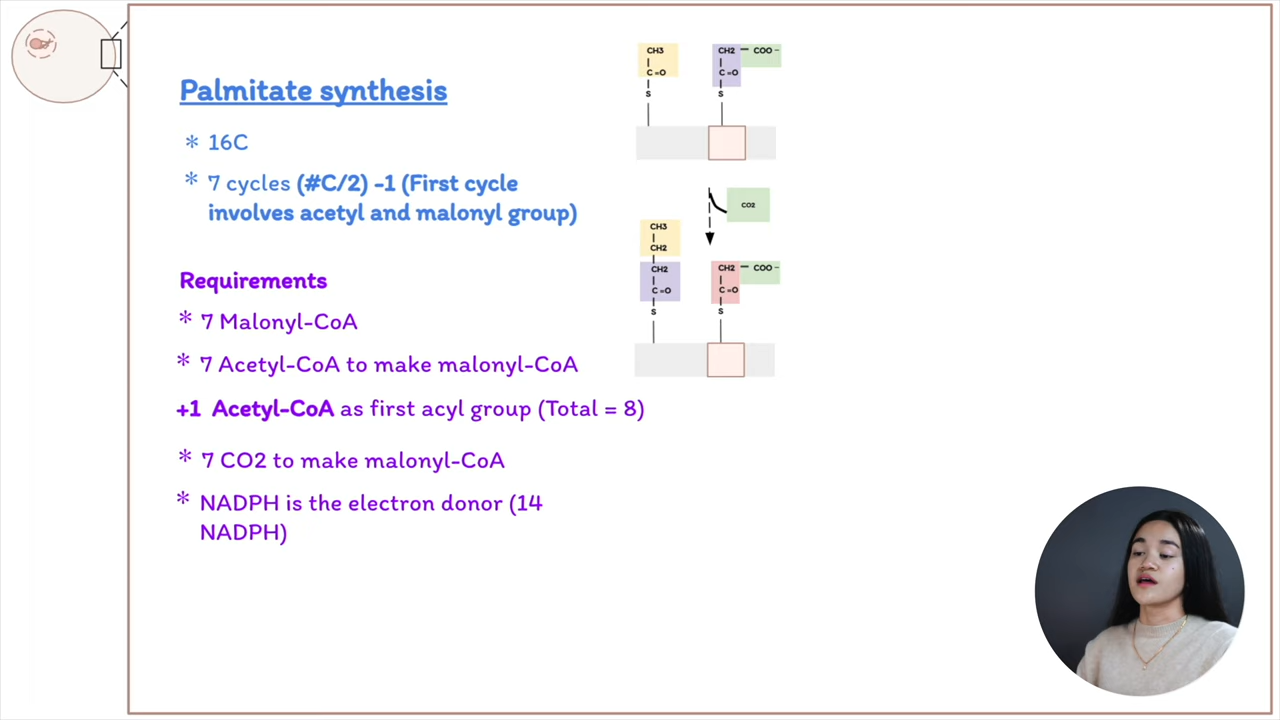 Palmitate synthesis
* 16C
* 7 cycles (#C/2) -1 (First cycle
involves acetyl and malonyl group)
Requirements
* 7 Malonyl-CoA
* 7 Acetyl-CoA to make malonyl-CoA
+1 Acetyl-CoA as first acyl group (Total = 8)
* 7 CO2 to make malonyl-CoA
* NADPH is the electron donor (14
NADPH)
CH3
C =O
S
CH2 — COO –
C =O
S
CO2
CH3
CH2
CH2
C =O
S
CH2 — COO –
C =O
S